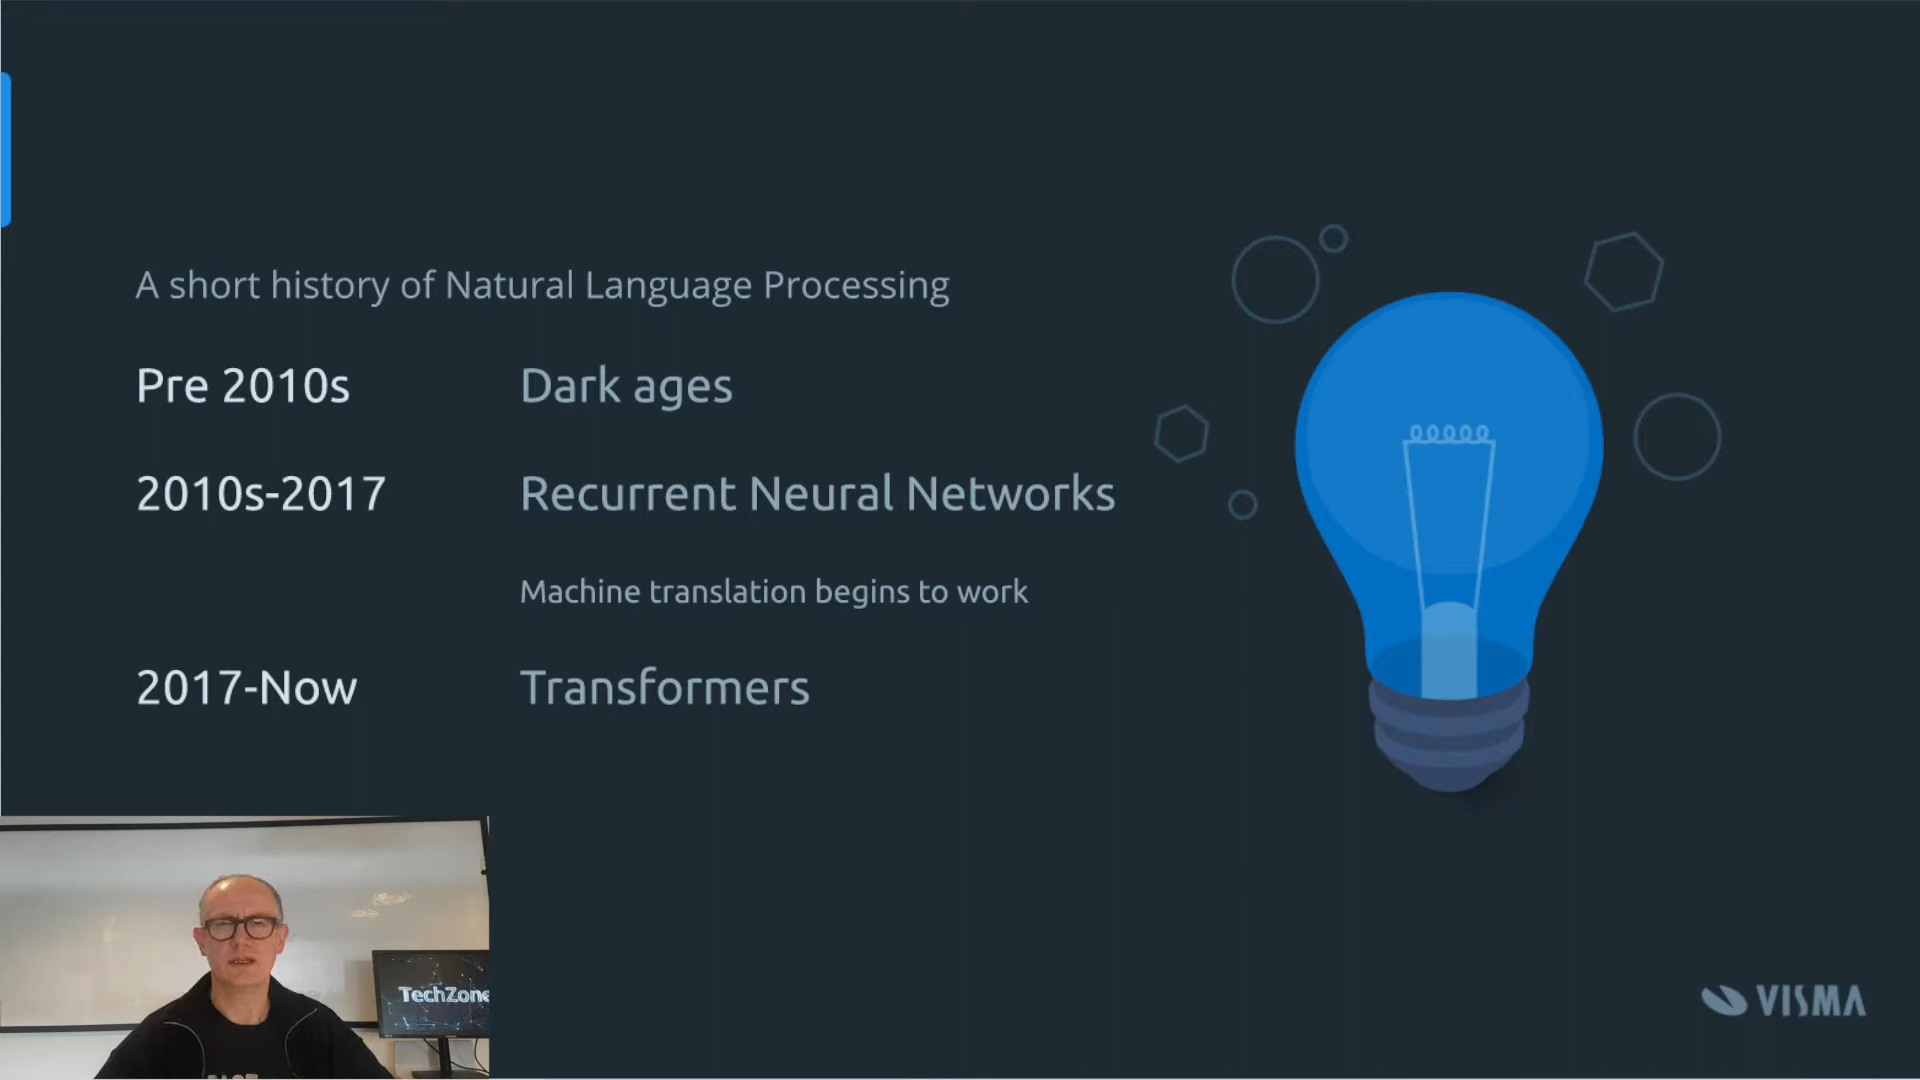 A short history of Natural Language Processing
Pre 2010s Dark ages
2010s-2017 Recurrent Neural Networks
Machine translation begins to work
2017-Now Transformers
TechZone
VISMA